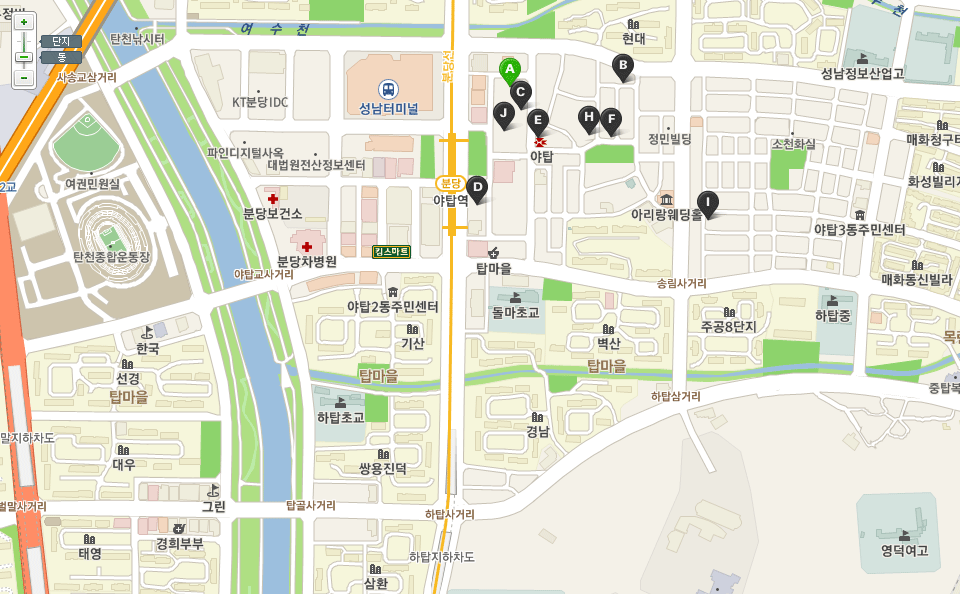 여 수 천
수 천
현대
단지
동
탄천낚시터
사송교삼거리
분당선
A
B
성남정보산업고
KT분당IDC
성남터미널
C
J
E
H
F
매화청구타
파인디지털사옥
대법원전산정보센터
야탑
정민빌딩
소천화실
2교
여권민원실
분당
화성빌리지
D
야탑역
분당보건소
아리랑웨딩홀
I
야탑3동주민센터
탄천종합운동장
분당차병원
킴스마트
탑마을
야탑교사거리
송림사거리
매화동신빌라
야탑2동주민센터
돌마초교
주공8단지
하탑중
기산
벽산
한국
목련
탑마을
탑마을
선경
탑마을
중탑
하탑삼거리
하탑초교
경남
말지하차도
대우
쌍용진덕
벌말사거리
그린
탑골사거리
하탑사거리
태영
경희부부
영덕여고
하탑지하차도
삼환